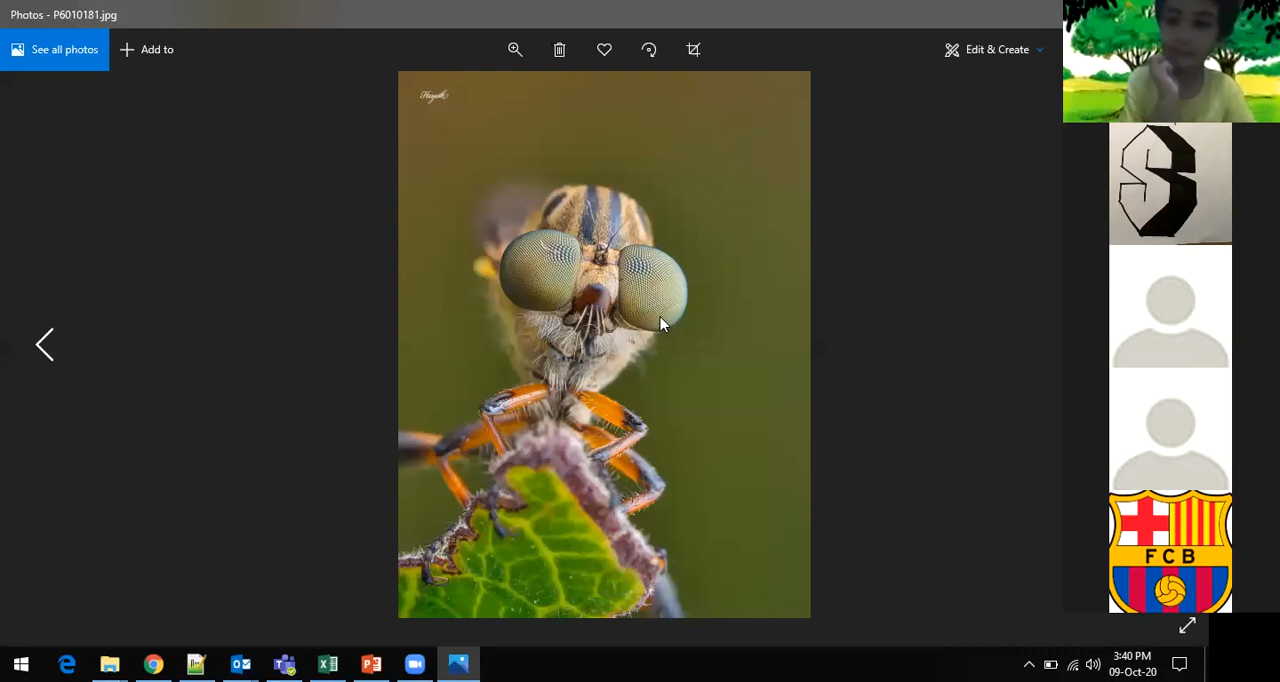 Photos - P6010181.jpg
See all photos
Add to
Edit & Create
S
FCB
3:40 PM
09-Oct-20